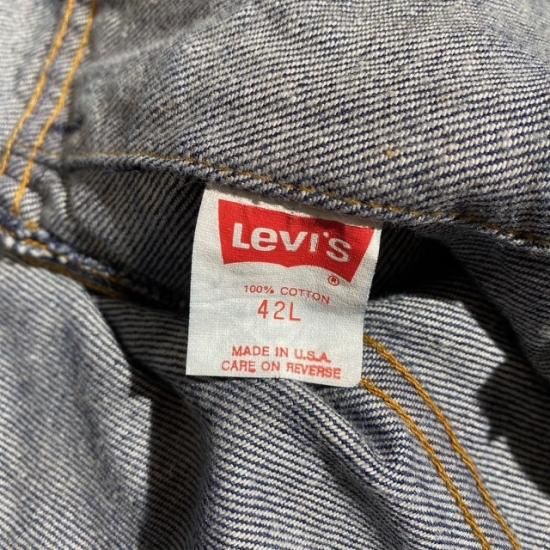 Levi's
®
100% COTTON
42L
MADE IN U.S.A.
CARE ON REVERSE